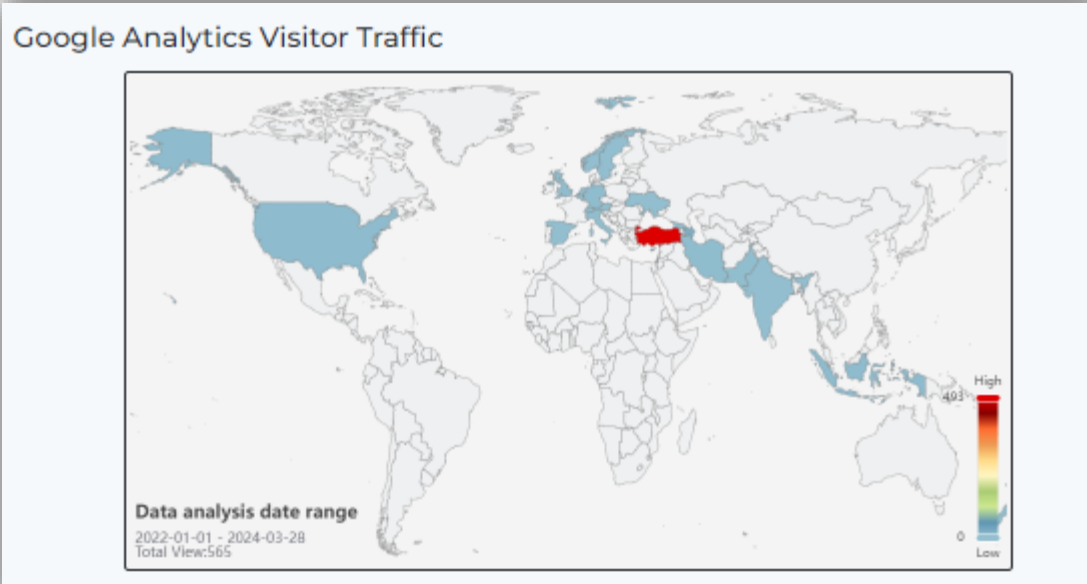 Google Analytics Visitor Traffic
High
493
0
Low
Data analysis date range
2022-01-01 - 2024-03-28
Total View:565